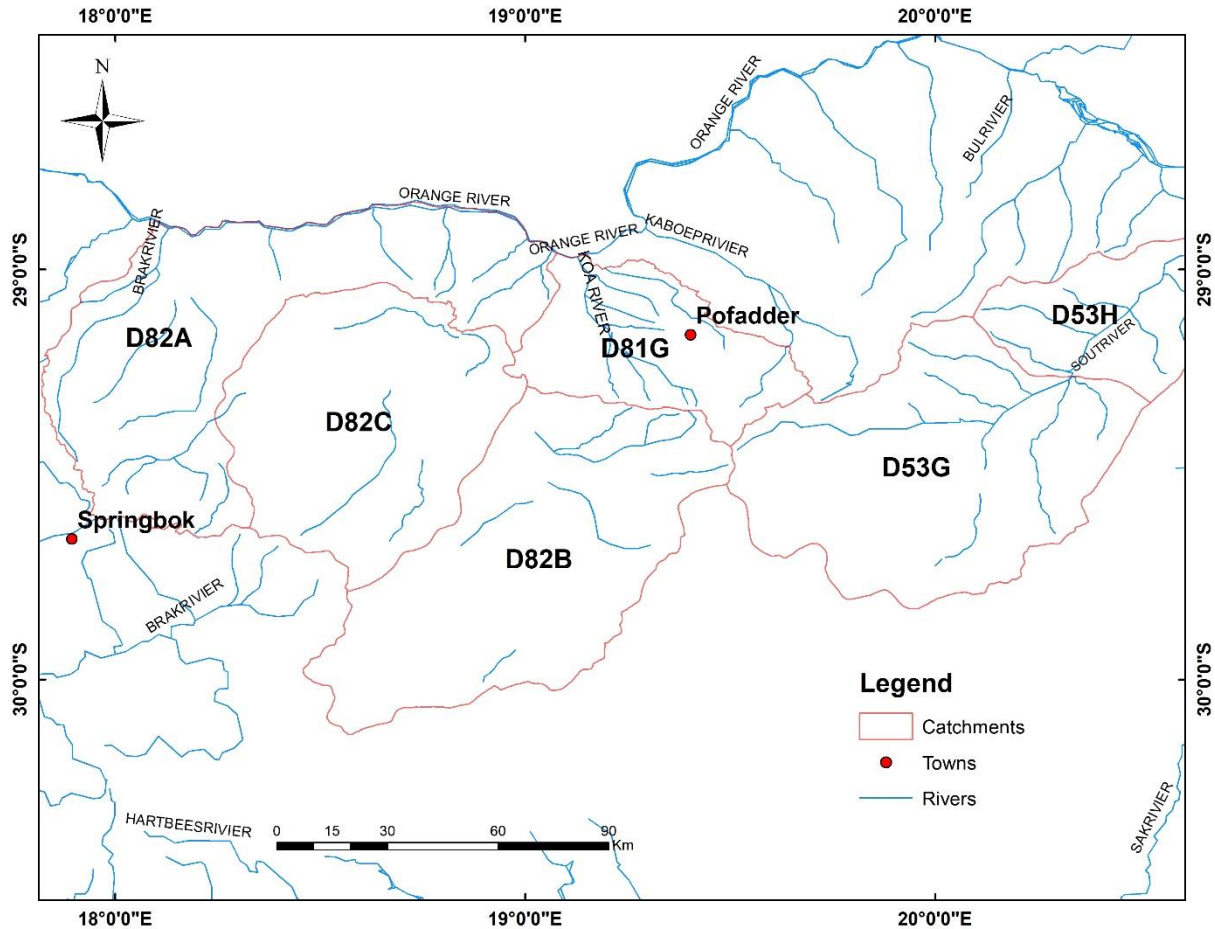 18°0'0"E
19°0'0"E
20°0'0"E
N
ORANGE RIVER
BULRIVIER
ORANGE RIVER
KABOEPRIVIER
ORANGE RIVER
BRAKRIVIER
KOA RIVER
29°0'0"S
29°0'0"S
Pofadder
D53H
D82A
D81G
SOUTRIVER
D82C
D53G
Springbok
D82B
BRAKRIVIER
30°0'0"S
30°0'0"S
Legend
Catchments
Towns
Rivers
HARTBEESRIVIER
0 15 30 60 90
Km
SAKRIVIER
18°0'0"E
19°0'0"E
20°0'0"E